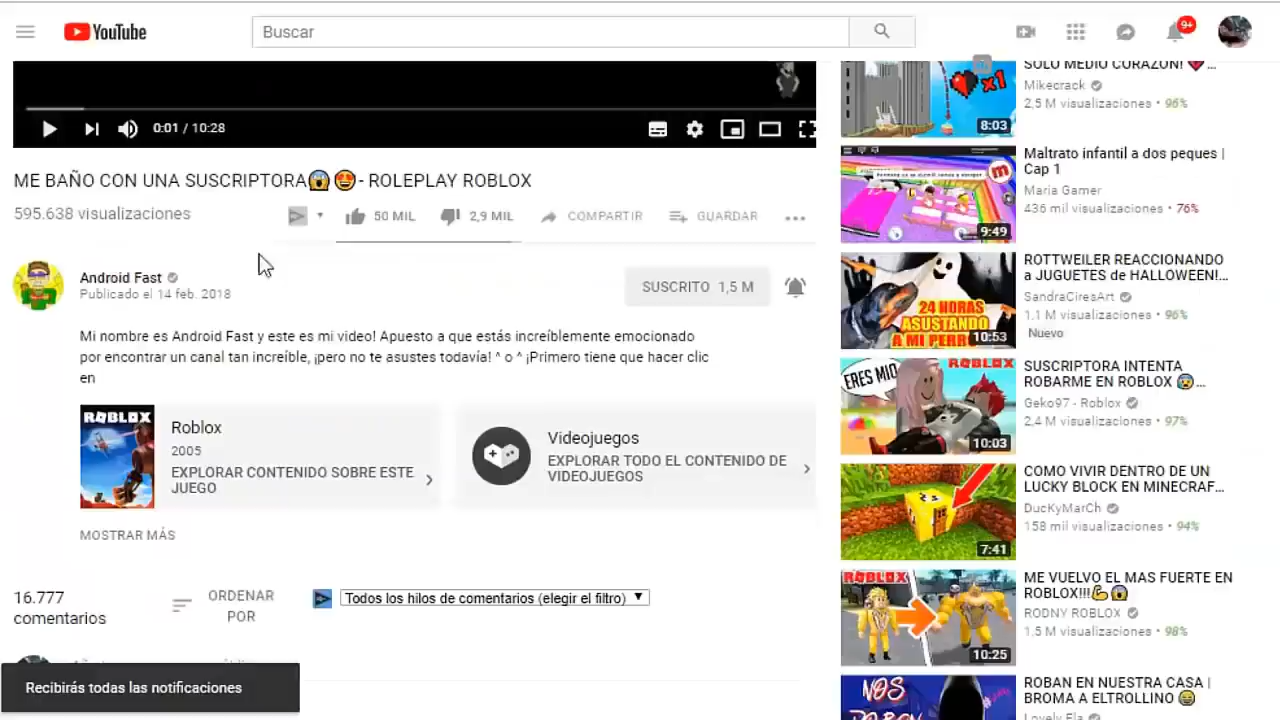 YouTube
Buscar
9+
0:01 / 10:28
ME BAÑO CON UNA SUSCRIPTORA😱😍- ROLEPLAY ROBLOX
595.638 visualizaciones
50 MIL
2,9 MIL
COMPARTIR
GUARDAR
Android Fast
Publicado el 14 feb. 2018
SUSCRITO 1,5 M
Mi nombre es Android Fast y este es mi video! Apuesto a que estás increíblemente emocionado
por encontrar un canal tan increíble, ¡pero no te asustes todavía! ^ o ^ ¡Primero tiene que hacer clic
en
ROBLOX
Roblox
2005
EXPLORAR CONTENIDO SOBRE ESTE
JUEGO
Videojuegos
EXPLORAR TODO EL CONTENIDO DE
VIDEOJUEGOS
MOSTRAR MÁS
16.777
comentarios
ORDENAR
POR
Todos los hilos de comentarios (elegir el filtro)
Recibirás todas las notificaciones
x1
8:03
SOLO MEDIO CORAZÓN! 💔...
Mikecrack
2,5 M visualizaciones • 96%
9:49
Maltrato infantil a dos peques |
Cap 1
Maria Gamer
436 mil visualizaciones • 76%
24 HORAS
ASUSTANDO
A MI PERRO
10:53
ROTTWEILER REACCIONANDO
a JUGUETES de HALLOWEEN!...
SandraCiresArt
1,1 M visualizaciones • 96%
Nuevo
ERES MIO
ROBLOX
10:03
SUSCRIPTORA INTENTA
ROBARME EN ROBLOX 😰...
Geko97 - Roblox
2,4 M visualizaciones • 97%
7:41
COMO VIVIR DENTRO DE UN
LUCKY BLOCK EN MINECRAF...
DucKyMarCh
158 mil visualizaciones • 94%
ROBLOX
10:25
ME VUELVO EL MAS FUERTE EN
ROBLOX!!!💪😱
RODNY ROBLOX
1,5 M visualizaciones • 98%
NOS
ROBAN EN NUESTRA CASA |
BROMA A ELTROLLINO 😂
Lovely Ela